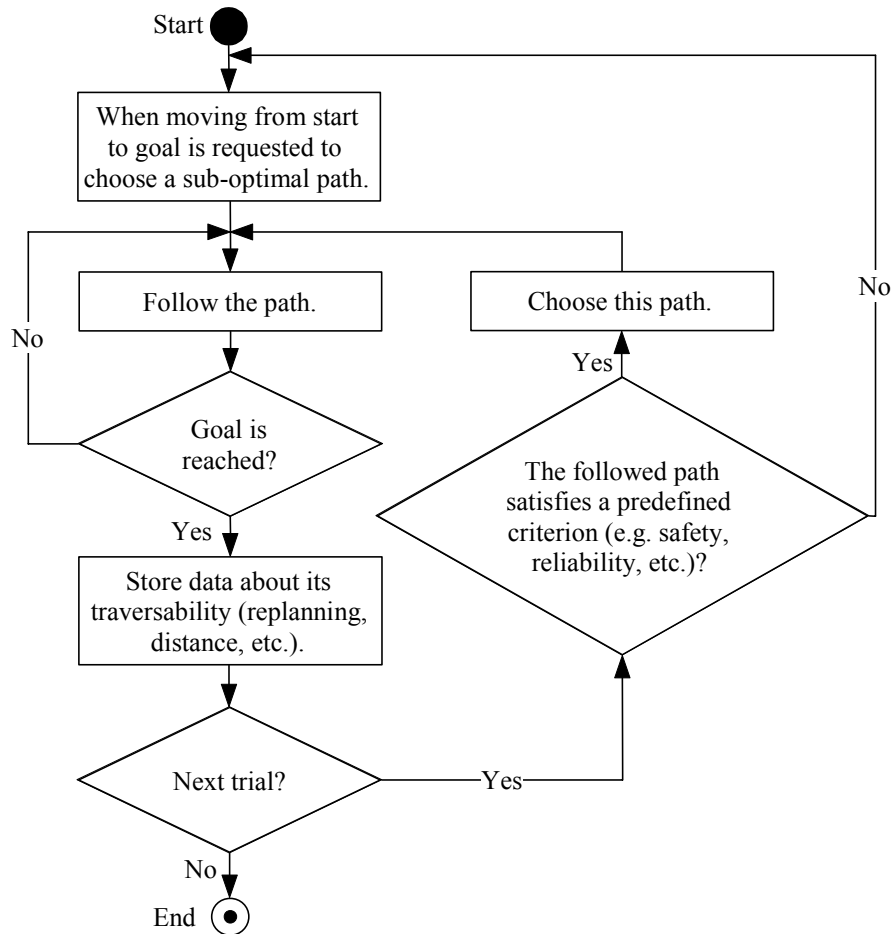 Start
When moving from start
to goal is requested to
choose a sub-optimal path.
Follow the path.
Choose this path.
No
No
Yes
Goal is
reached?
The followed path
satisfies a predefined
criterion (e.g. safety,
reliability, etc.)?
Yes
Store data about its
traversability (replanning,
distance, etc.).
Next trial?
Yes
No
End